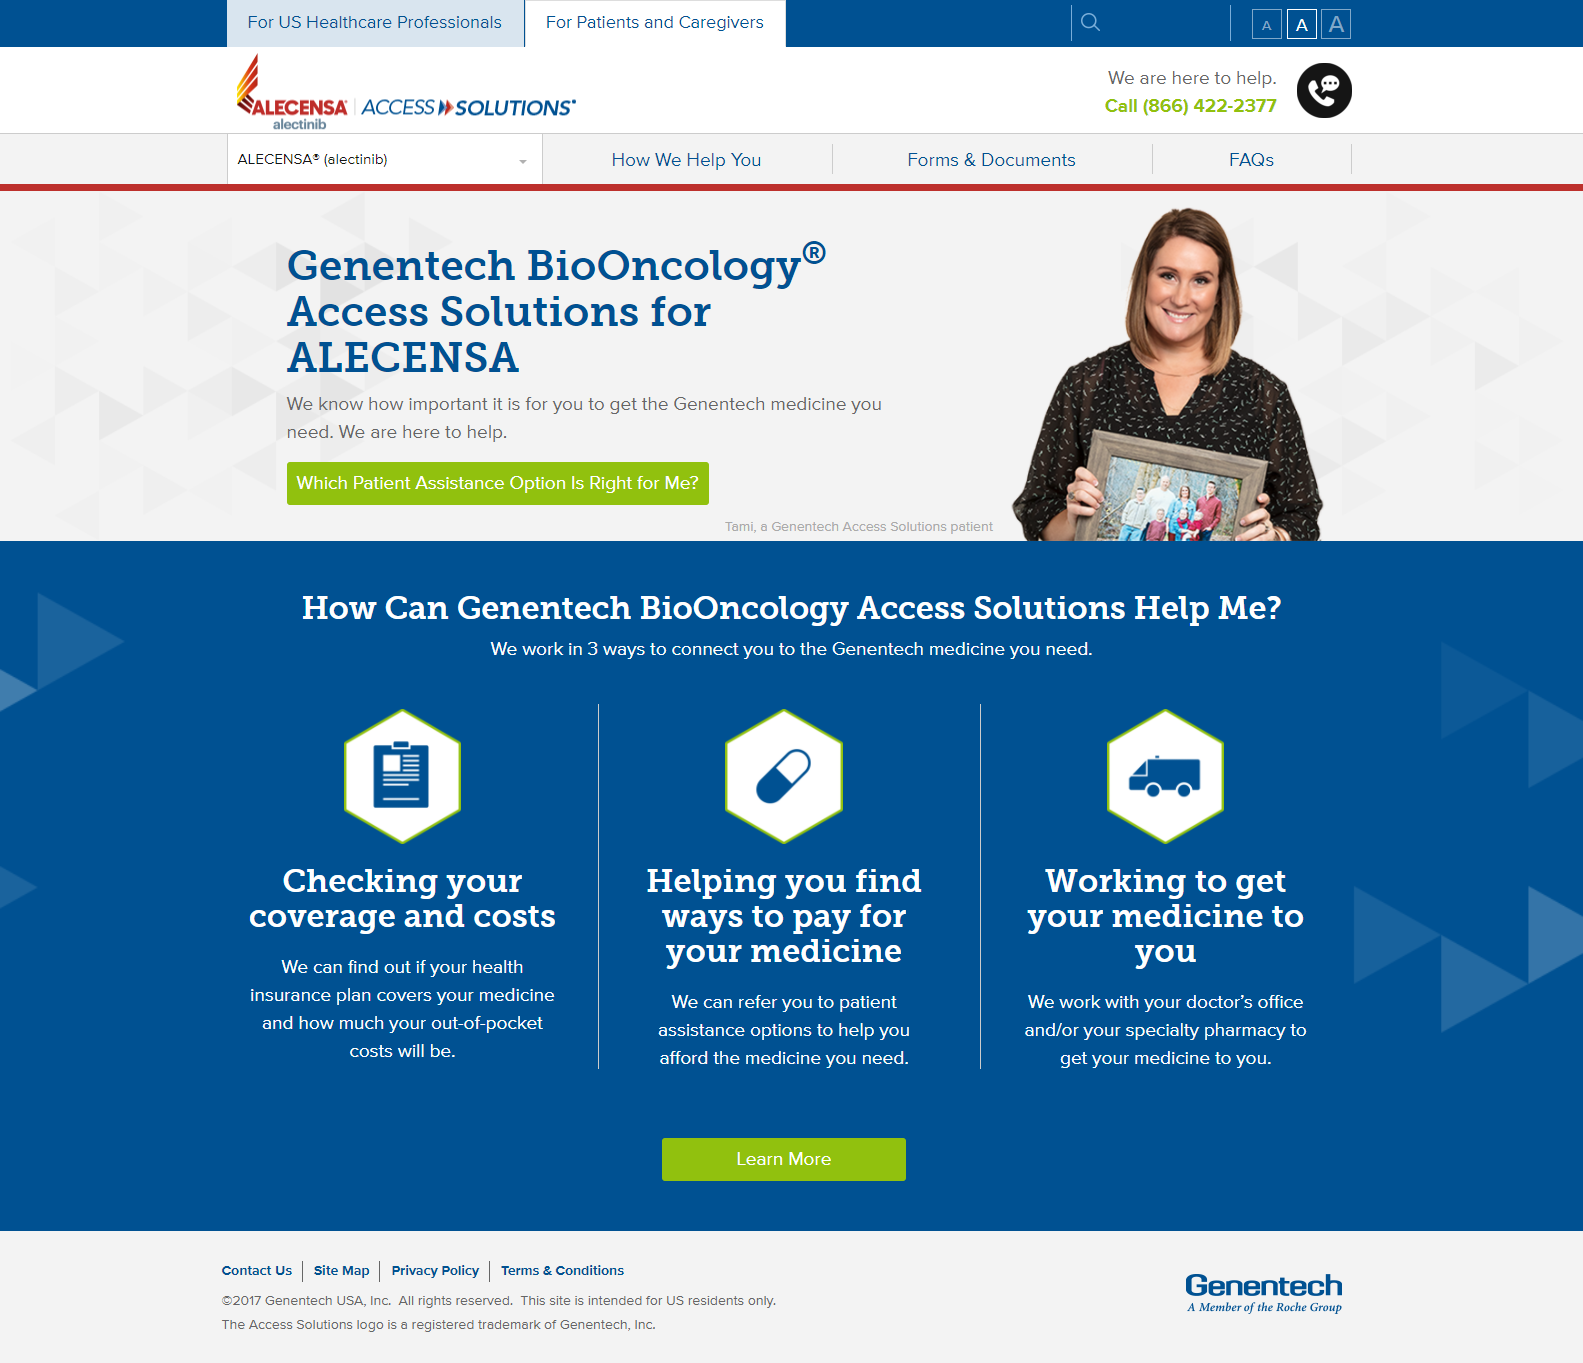 For US Healthcare Professionals
For Patients and Caregivers
A A A
ALECENSA®
alectinib
ACCESS SOLUTIONS®
We are here to help.
Call (866) 422-2377
ALECENSA® (alectinib)
How We Help You
Forms & Documents
FAQs
Genentech BioOncology®
Access Solutions for
ALECENSA
We know how important it is for you to get the Genentech medicine you
need. We are here to help.
Which Patient Assistance Option Is Right for Me?
Tami, a Genentech Access Solutions patient
How Can Genentech BioOncology Access Solutions Help Me?
We work in 3 ways to connect you to the Genentech medicine you need.
Checking your
coverage and costs
We can find out if your health
insurance plan covers your medicine
and how much your out-of-pocket
costs will be.
Helping you find
ways to pay for
your medicine
We can refer you to patient
assistance options to help you
afford the medicine you need.
Working to get
your medicine to
you
We work with your doctor’s office
and/or your specialty pharmacy to
get your medicine to you.
Learn More
Contact Us
Site Map
Privacy Policy
Terms & Conditions
©2017 Genentech USA, Inc. All rights reserved. This site is intended for US residents only.
The Access Solutions logo is a registered trademark of Genentech, Inc.
Genentech
A Member of the Roche Group